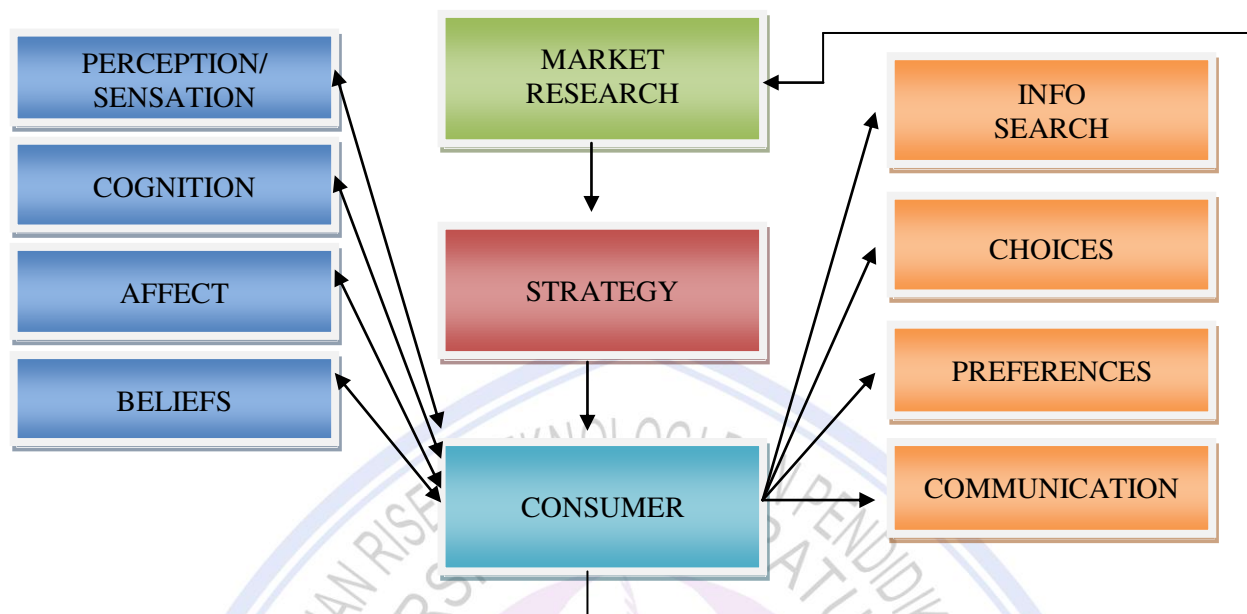 PERCEPTION/
SENSATION
COGNITION
AFFECT
BELIEFS
MARKET
RESEARCH
STRATEGY
CONSUMER
INFO
SEARCH
CHOICES
PREFERENCES
COMMUNICATION